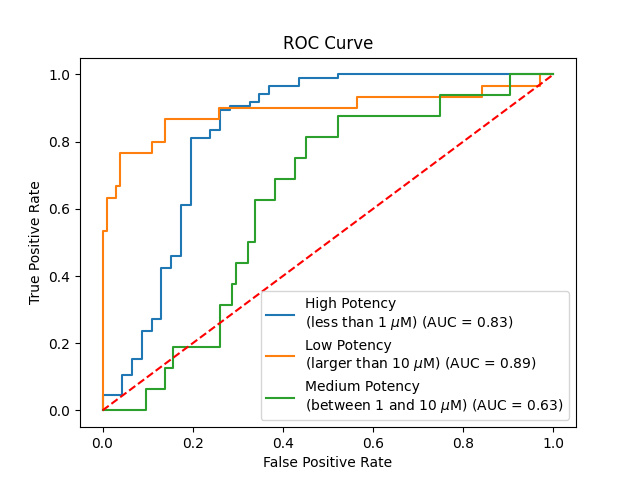 ROC Curve
1.0
0.8
0.6
0.4
0.2
0.0
True Positive Rate
High Potency
(less than 1 μM) (AUC = 0.83)
Low Potency
(larger than 10 μM) (AUC = 0.89)
Medium Potency
(between 1 and 10 μM) (AUC = 0.63)
0.0 0.2 0.4 0.6 0.8 1.0
False Positive Rate